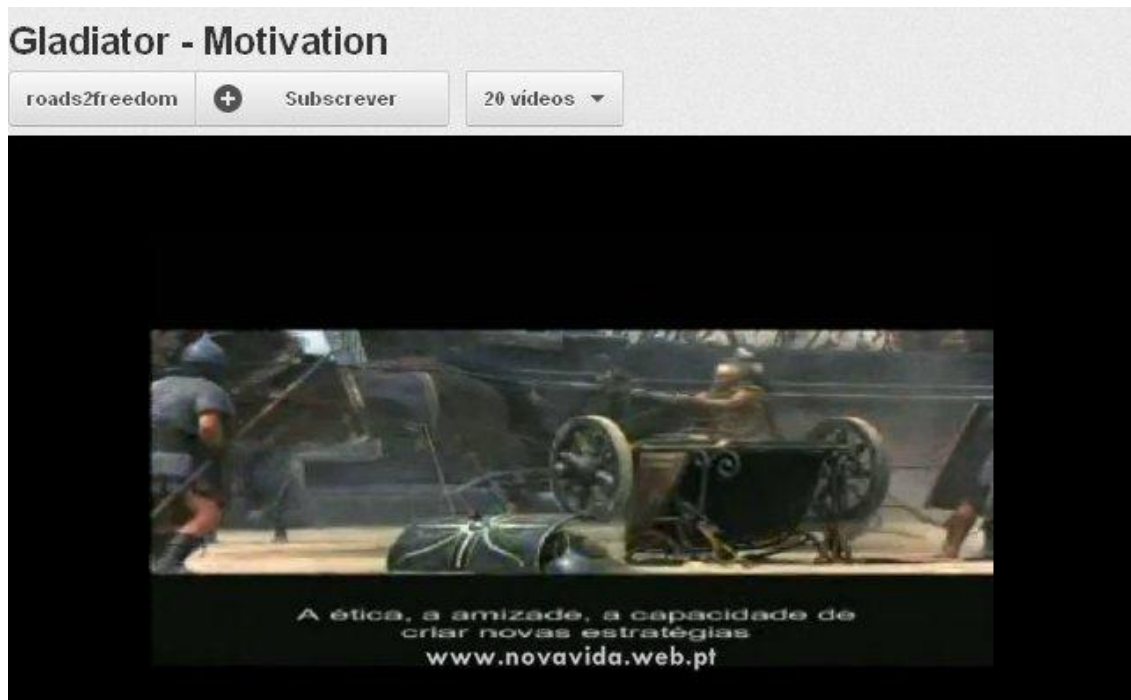 Gladiator - Motivation
roads2freedom Subscrever 20 vídeos
A ética, a amizade, a capacidade de
criar novas estratégias
www.novavida.web.pt